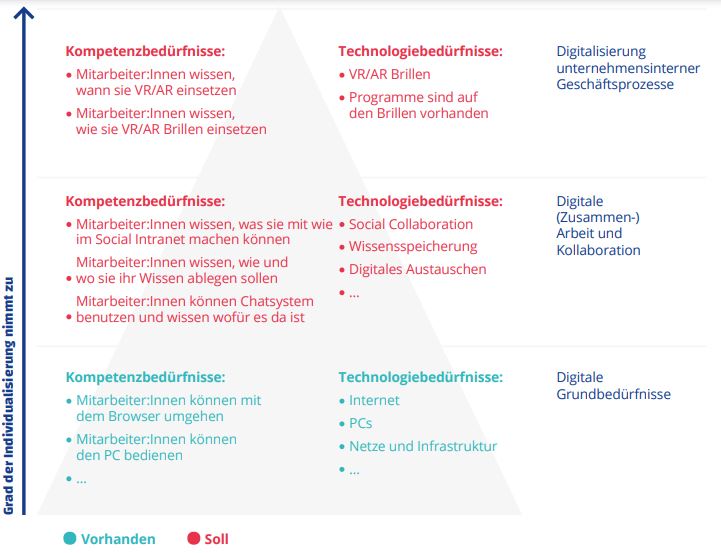 Grad der Individualisierung nimmt zu
Kompetenzbedürfnisse:
• Mitarbeiter:Innen wissen,
wann sie VR/AR einsetzen
• Mitarbeiter:Innen wissen,
wie sie VR/AR Brillen einsetzen
Technologiebedürfnisse:
• VR/AR Brillen
• Programme sind auf
den Brillen vorhanden
Digitalisierung
unternehmensinterner
Geschäftsprozesse
Kompetenzbedürfnisse:
• Mitarbeiter:Innen wissen, was sie mit wie
im Social Intranet machen können
Mitarbeiter:Innen wissen, wie und
• wo sie ihr Wissen ablegen sollen
Mitarbeiter:Innen können Chatsystem
• benutzen und wissen wofür es da ist
Technologiebedürfnisse:
• Social Collaboration
• Wissensspeicherung
• Digitales Austauschen
• ...
Digitale
(Zusammen-)
Arbeit und
Kollaboration
Kompetenzbedürfnisse:
• Mitarbeiter:Innen können mit
dem Browser umgehen
• Mitarbeiter:Innen können
den PC bedienen
• ...
Technologiebedürfnisse:
• Internet
• PCs
• Netze und Infrastruktur
• ...
Digitale
Grundbedürfnisse
Vorhanden
Soll